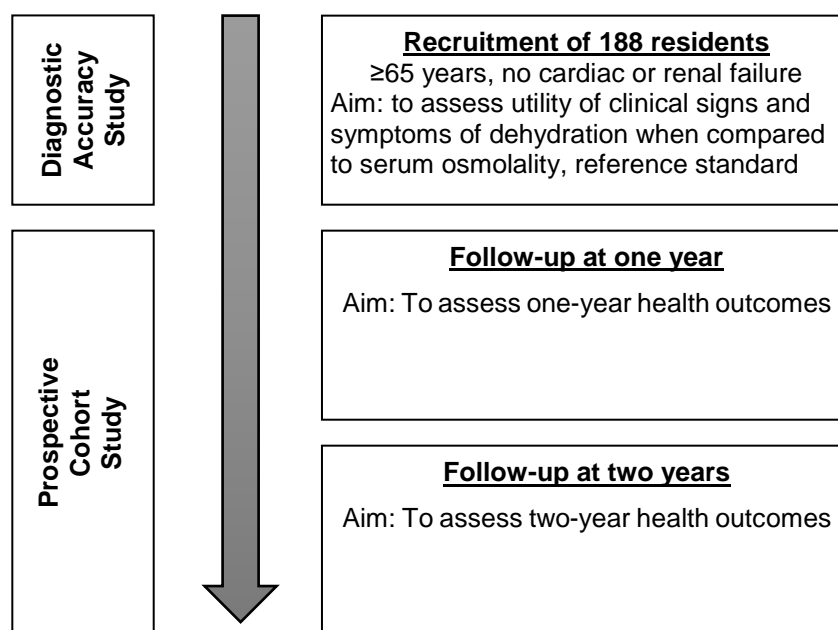 Diagnostic
Accuracy
Study
Recruitment of 188 residents
≥65 years, no cardiac or renal failure
Aim: to assess utility of clinical signs and
symptoms of dehydration when compared
to serum osmolality, reference standard
Prospective
Cohort
Study
Follow-up at one year
Aim: To assess one-year health outcomes
Follow-up at two years
Aim: To assess two-year health outcomes